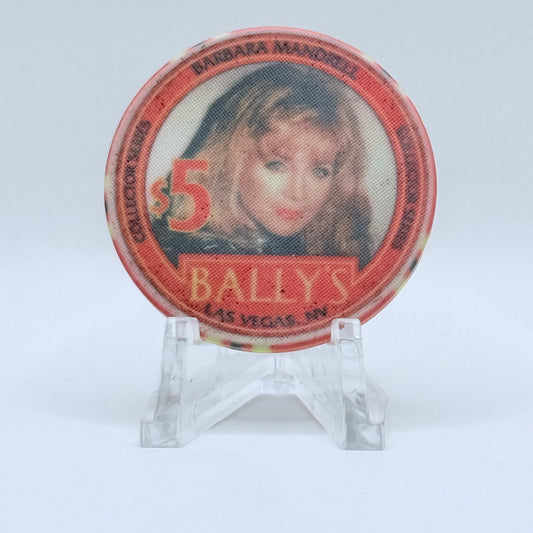 BARBARA MANDRELL
COLLECTOR SERIES
COLLECTOR SERIES
$5
BALLY'S
LAS VEGAS, NV